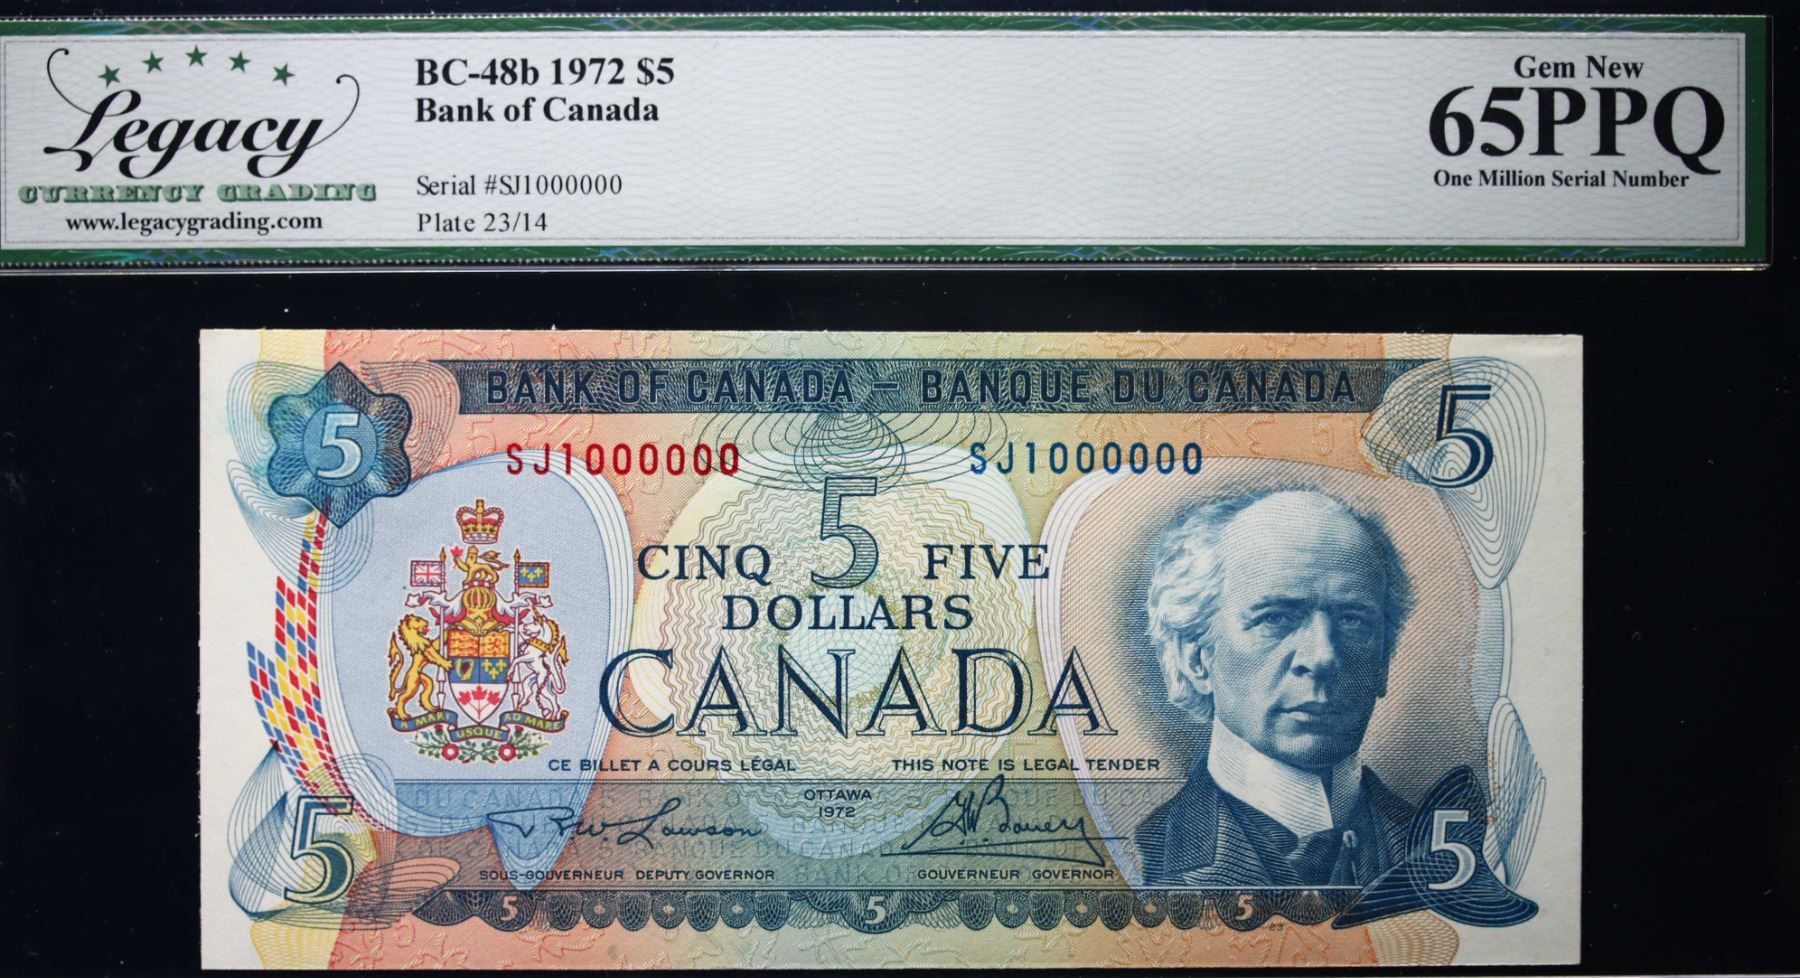 Legacy
CURRENCY GRADING
www.legacygrading.com
BC-48b 1972 $5
Bank of Canada
Serial #SJ1000000
Plate 23/14
Gem New
65PPQ
One Million Serial Number
BANK OF CANADA – BANQUE DU CANADA
5
5
SJ1000000 SJ1000000
5
CINQ FIVE
DOLLARS
CANADA
A MARI USQUE AD MARE
CE BILLET A COURS LÉGAL THIS NOTE IS LEGAL TENDER
OTTAWA
1972
SOUS-GOUVERNEUR DEPUTY GOVERNOR GOUVERNEUR GOVERNOR
5
5
5 5 5
23